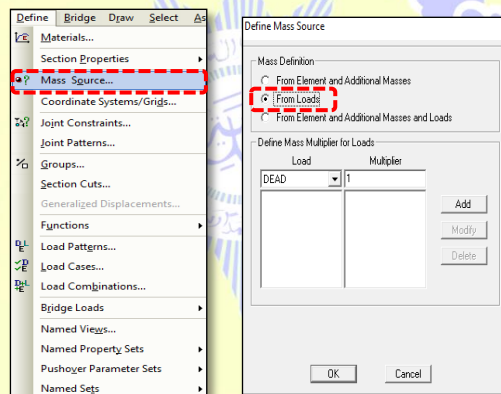 Define Bridge Draw Select As
Materials...
Section Properties
Mass Source...
Coordinate Systems/Grids...
Joint Constraints...
Joint Patterns...
Groups...
Section Cuts...
Generalized Displacements...
Functions
Load Patterns...
Load Cases...
Load Combinations...
Bridge Loads
Named Views...
Named Property Sets
Pushover Parameter Sets
Named Sets
Define Mass Source
Mass Definition
From Element and Additional Masses
From Loads
From Element and Additional Masses and Loads
Define Mass Multiplier for Loads
Load Multiplier
DEAD 1
Add
Modify
Delete
OK Cancel